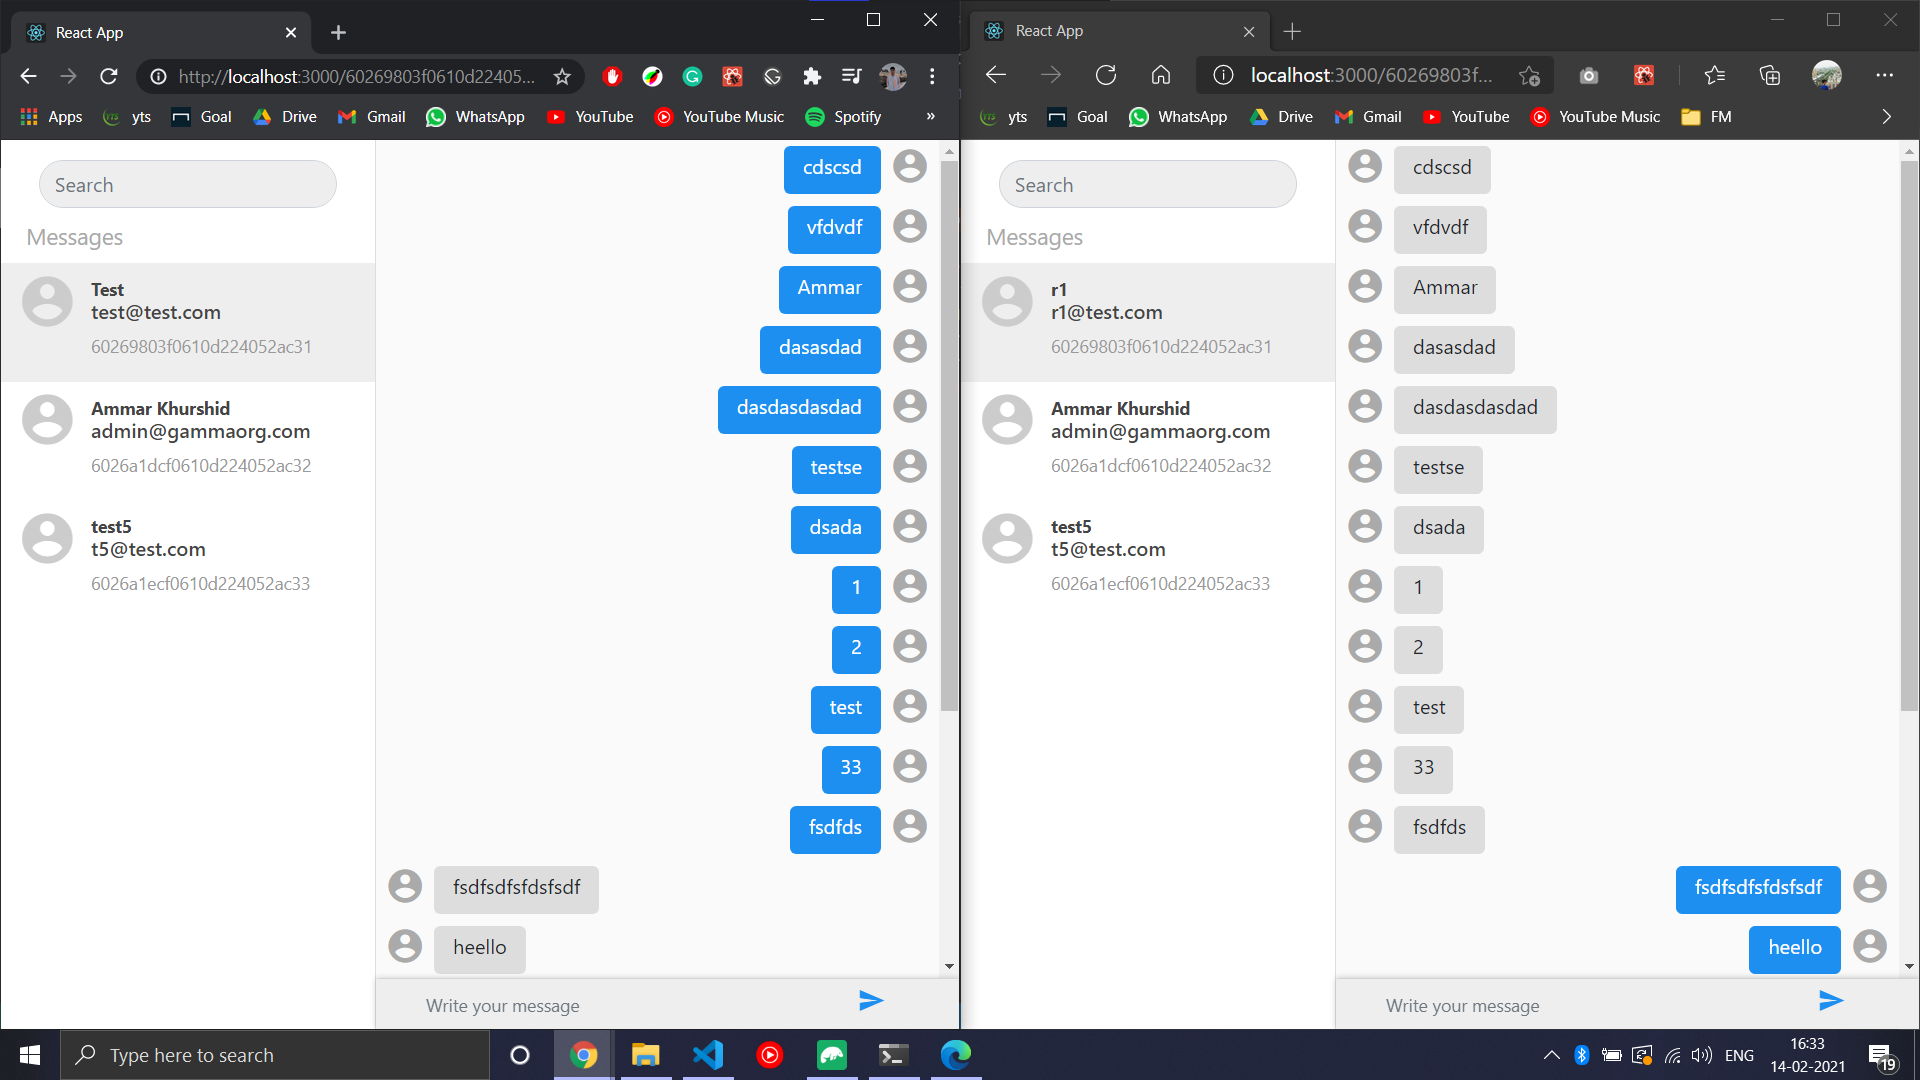 React App
http://localhost:3000/60269803f0610d22405...
Apps yts Goal Drive Gmail WhatsApp YouTube YouTube Music Spotify »
Search
Messages
Test
test@test.com
60269803f0610d224052ac31
Ammar Khurshid
admin@gammaorg.com
6026a1dcf0610d224052ac32
test5
t5@test.com
6026a1ecf0610d224052ac33
cdscsd
vfdvdf
Ammar
dasasdad
dasdasdasdad
testse
dsada
1
2
test
33
fsdfds
fsdfsdfsfdsfsdf
heello
Write your message
React App
localhost:3000/60269803f...
yts Goal WhatsApp Drive Gmail YouTube YouTube Music FM
Search
Messages
r1
r1@test.com
60269803f0610d224052ac31
Ammar Khurshid
admin@gammaorg.com
6026a1dcf0610d224052ac32
test5
t5@test.com
6026a1ecf0610d224052ac33
cdscsd
vfdvdf
Ammar
dasasdad
dasdasdasdad
testse
dsada
1
2
test
33
fsdfds
fsdfsdfsfdsfsdf
heello
Write your message
Type here to search
ENG
16:33
14-02-2021
19